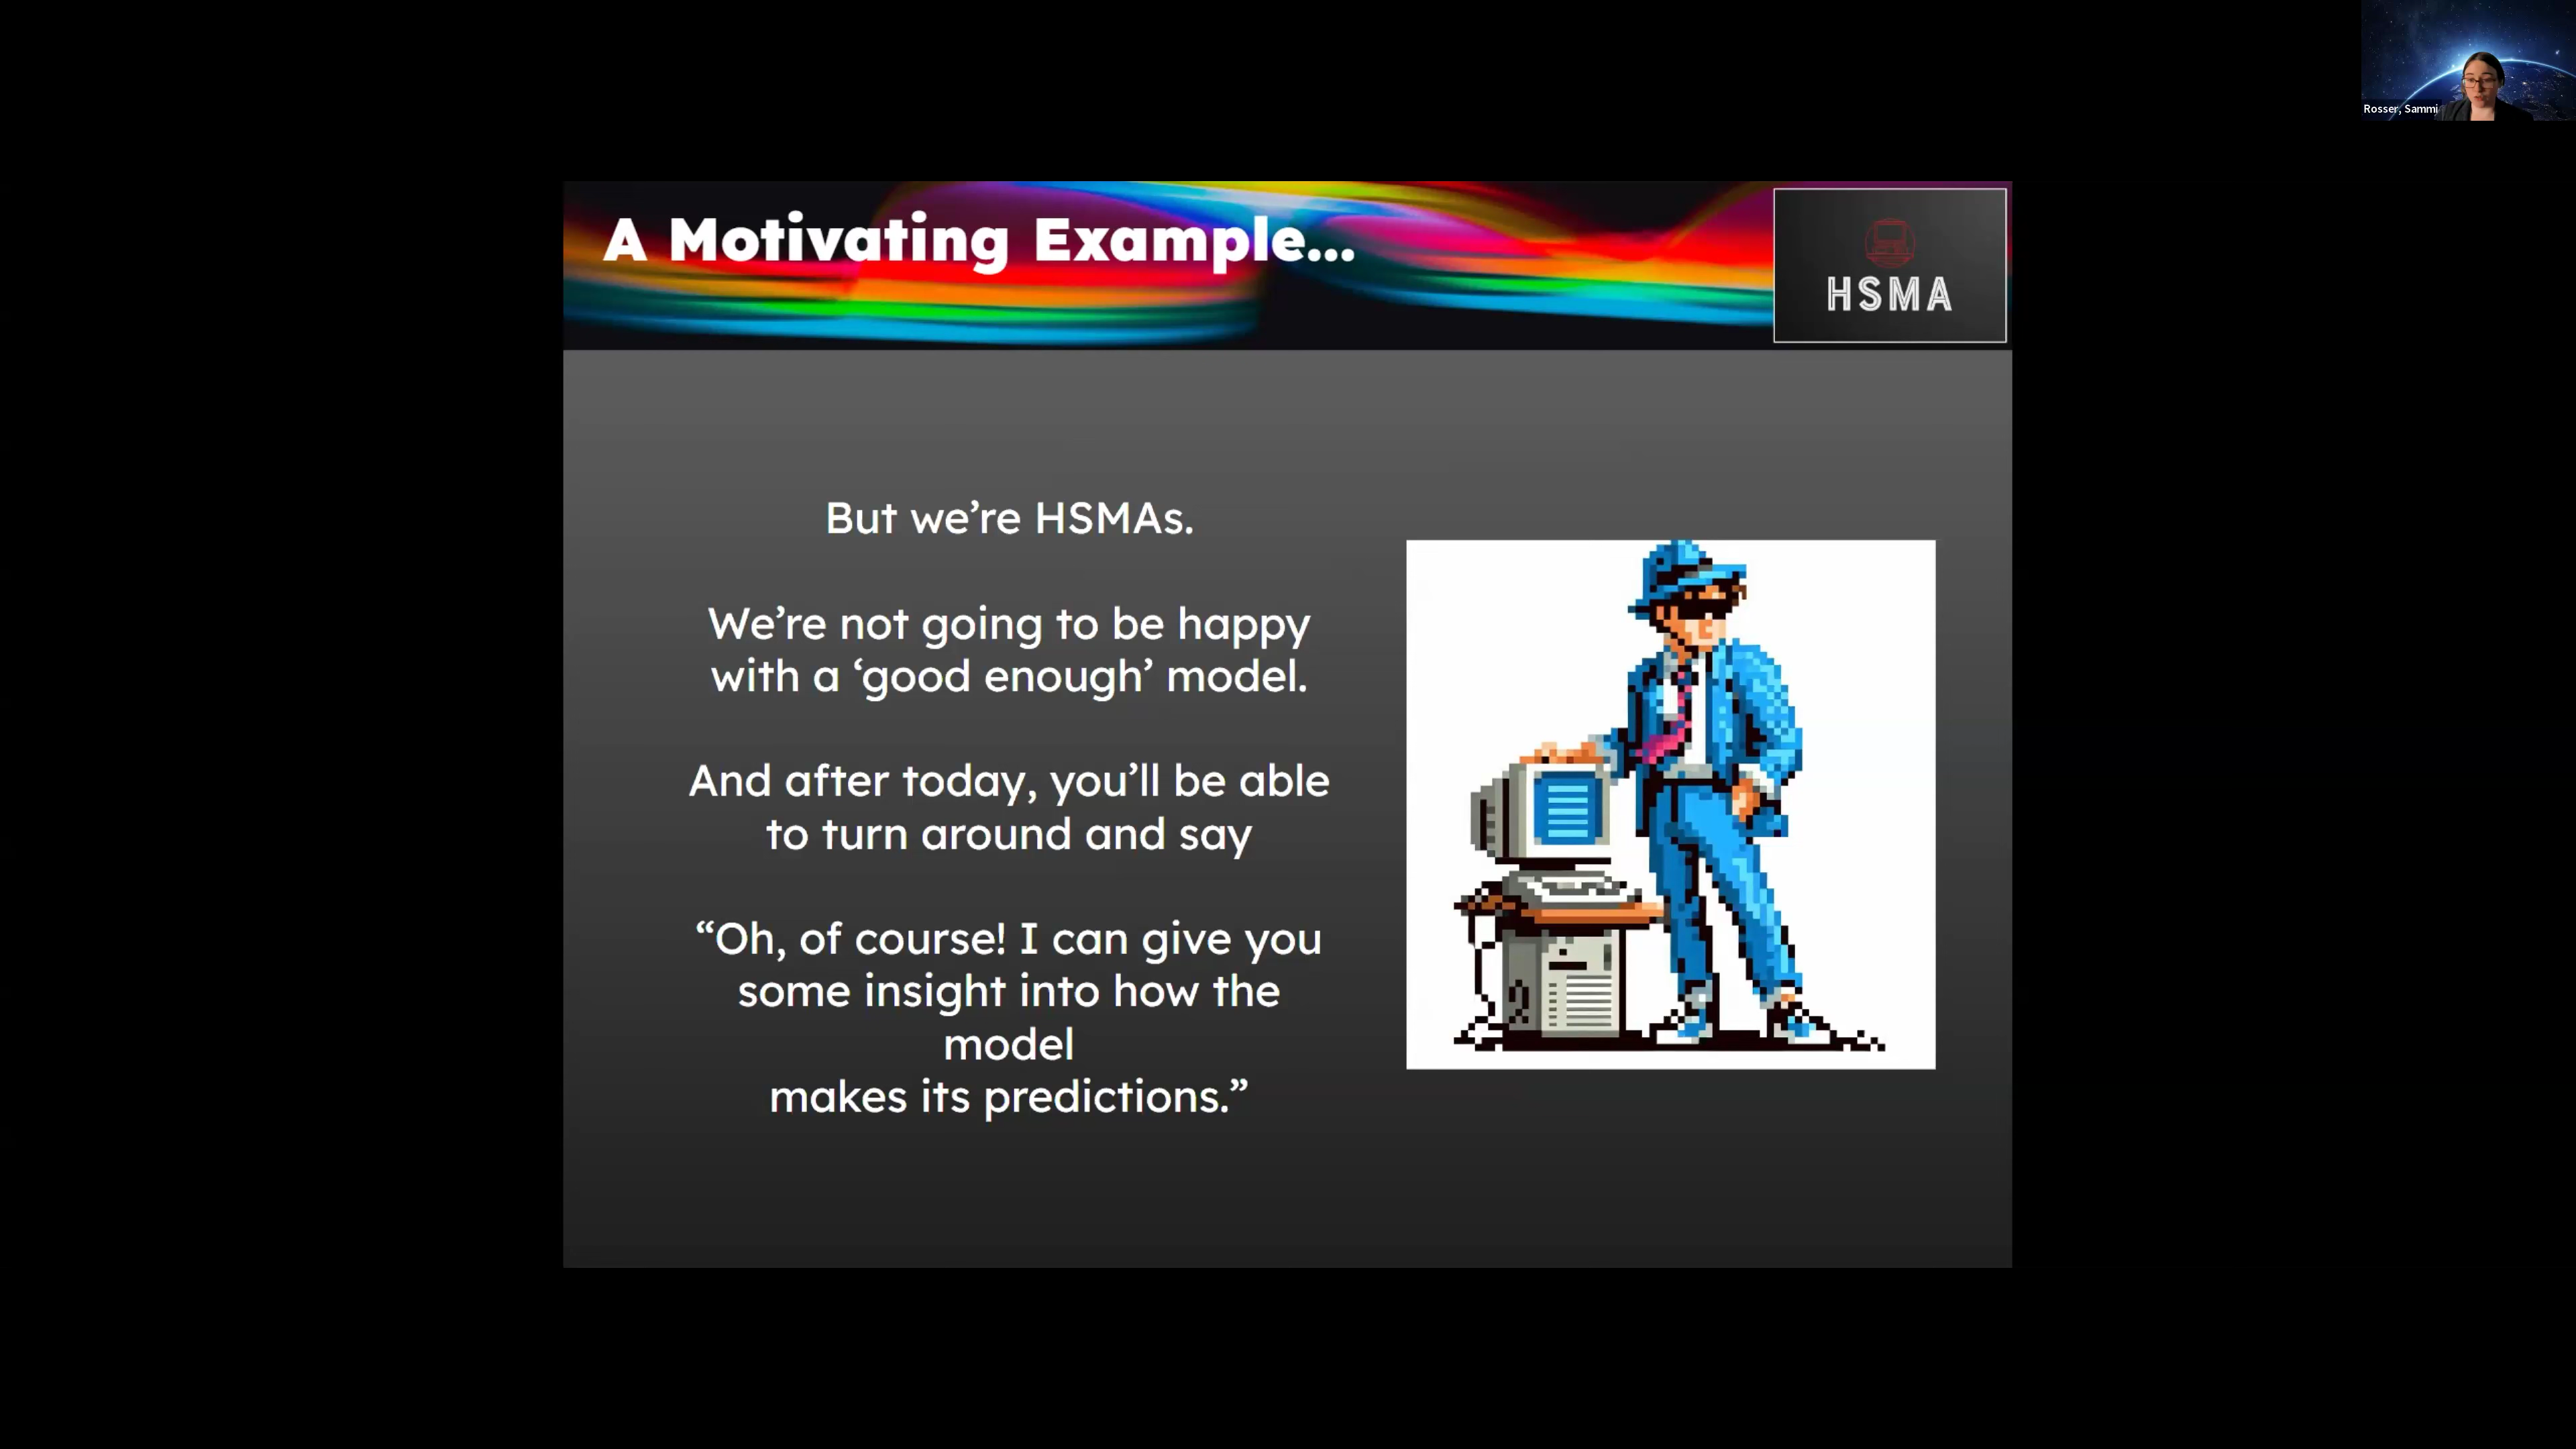 Rosser, Sammi
A Motivating Example...
HSMA
But we're HSMAs.
We're not going to be happy
with a ‘good enough’ model.
And after today, you'll be able
to turn around and say
“Oh, of course! I can give you
some insight into how the
model
makes its predictions.”